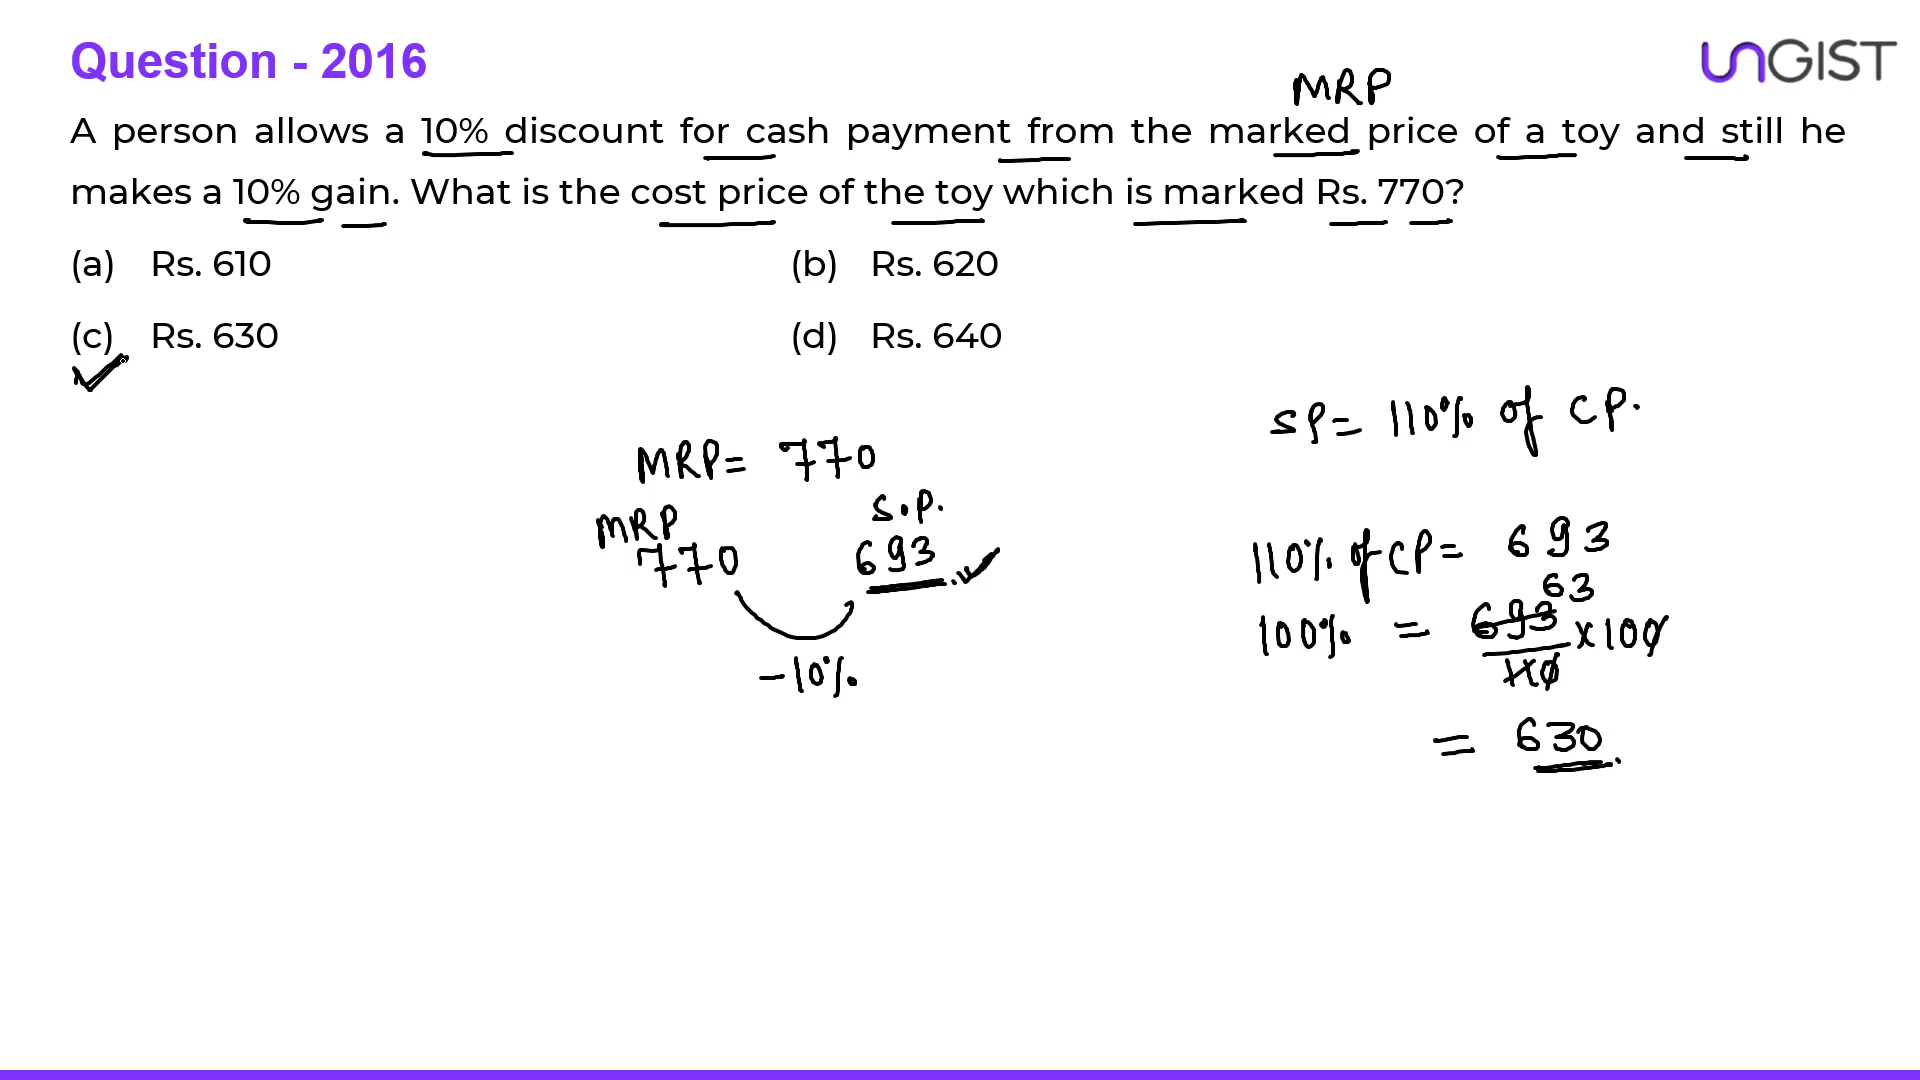 Question - 2016
UNGIST
MRP
A person allows a 10% discount for cash payment from the marked price of a toy and still he
makes a 10% gain. What is the cost price of the toy which is marked Rs. 770?
(a) Rs. 610
(b) Rs. 620
(c) Rs. 630
(d) Rs. 640
MRP= 770
MRP
S.P.
770
693
-10%
SP= 110% of CP.
110% of CP= 693
63
100% = 693/110 x100
= 630.